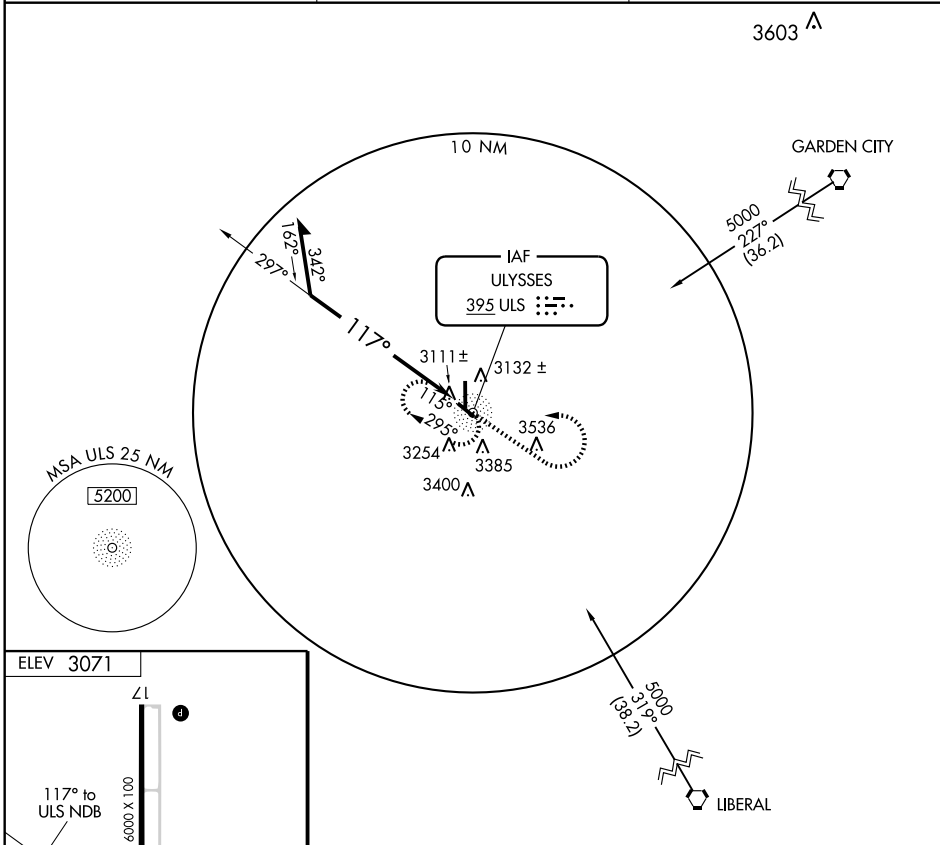 3603
10 NM
GARDEN CITY
5000
227°
(36.2)
162°
342°
297°
IAF
ULYSSES
395 ULS
117°
3111±
3132 ±
115°
295°
3536
3254
3385
3400
MSA ULS 25 NM
5200
5000
319°
(38.2)
LIBERAL
ELEV 3071
17
P
117° to
ULS NDB
6000 X 100